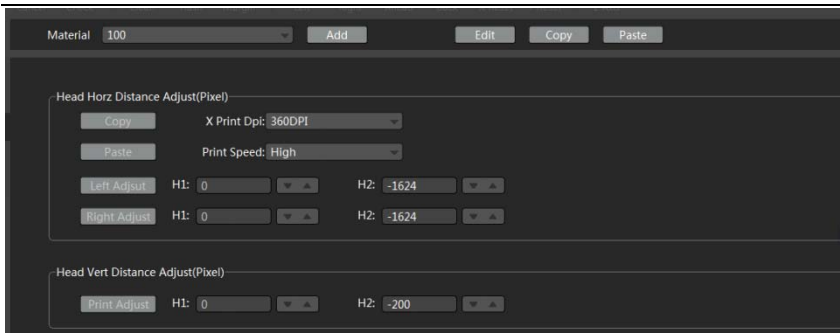 Material 100 Add Edit Copy Paste
Head Horz Distance Adjust(Pixel)
Copy X Print Dpi: 360DPI
Paste Print Speed: High
Left Adjsut H1: 0 H2: -1624
Right Adjust H1: 0 H2: -1624
Head Vert Distance Adjust(Pixel)
Print Adjust H1: 0 H2: -200